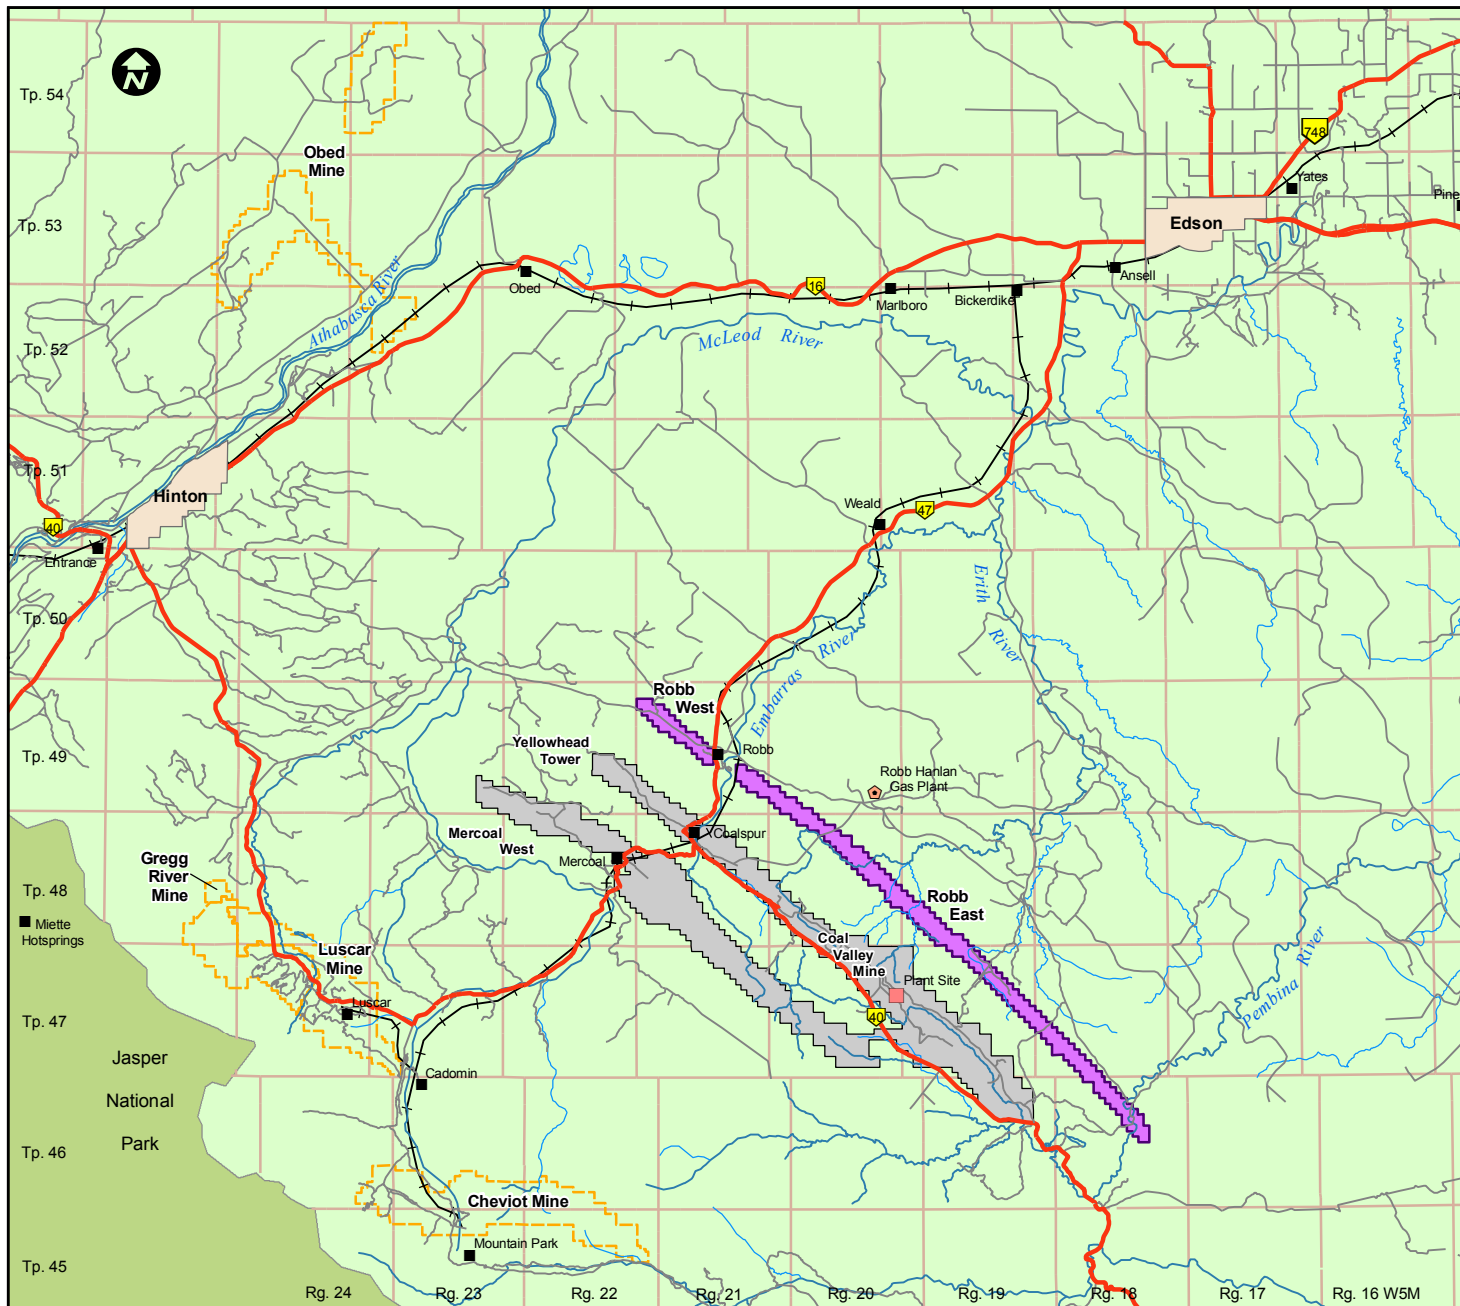 N
Tp. 54
748
Obed
Mine
Yates
Pine
Tp. 53
Edson
Ansell
Obed
16
Marlboro
Bickerdike
Athabasca River
McLeod River
Tp. 52
Tp. 51
Hinton
Weald
47
40
Entrance
Erith
River
Tp. 50
Embarras River
Robb
West
Tp. 49
Yellowhead
Tower
Robb
Robb Hanlan
Gas Plant
Mercoal
West
Coalspur
Mercoal
Gregg
River
Mine
Tp. 48
Robb
East
Miette
Hotsprings
Luscar
Mine
Coal
Valley
Mine
Plant Site
Pembina River
Luscar
40
Tp. 47
Jasper
National
Park
Cadomin
Tp. 46
Cheviot Mine
Mountain Park
Tp. 45
Rg. 24
Rg. 23
Rg. 22
Rg. 21
Rg. 20
Rg. 19
Rg. 18
Rg. 17
Rg. 16 W5M